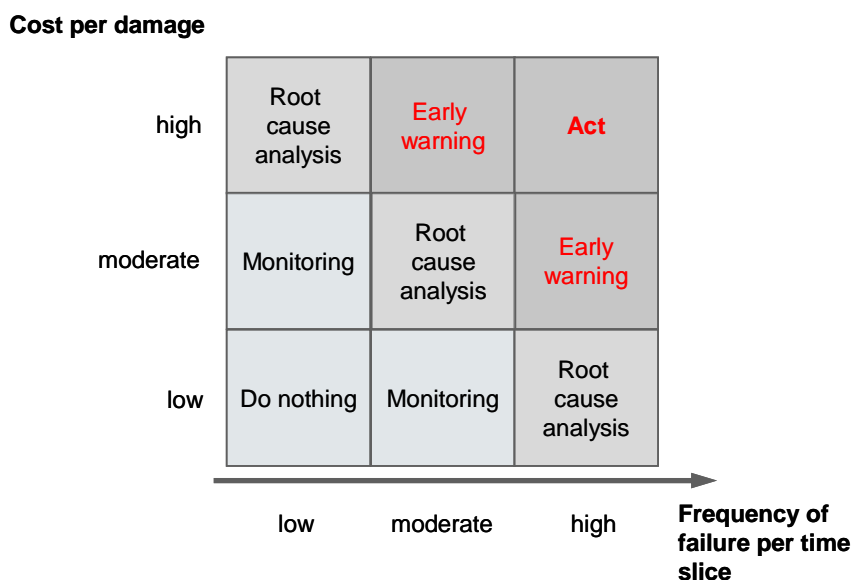 Cost per damage
high
Root
cause
analysis
Early
warning
Act
moderate
Monitoring
Root
cause
analysis
Early
warning
low
Do nothing
Monitoring
Root
cause
analysis
low
moderate
high
Frequency of
failure per time
slice